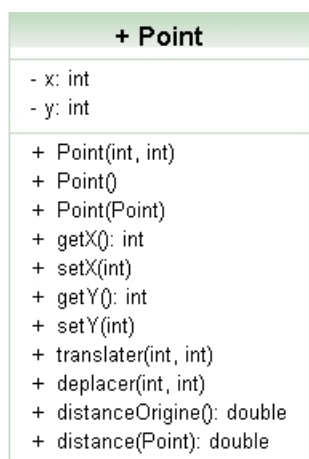 + Point
- x: int
- y: int
+ Point(int, int)
+ Point()
+ Point(Point)
+ getX(): int
+ setX(int)
+ getY(): int
+ setY(int)
+ translater(int, int)
+ deplacer(int, int)
+ distanceOrigine(): double
+ distance(Point): double